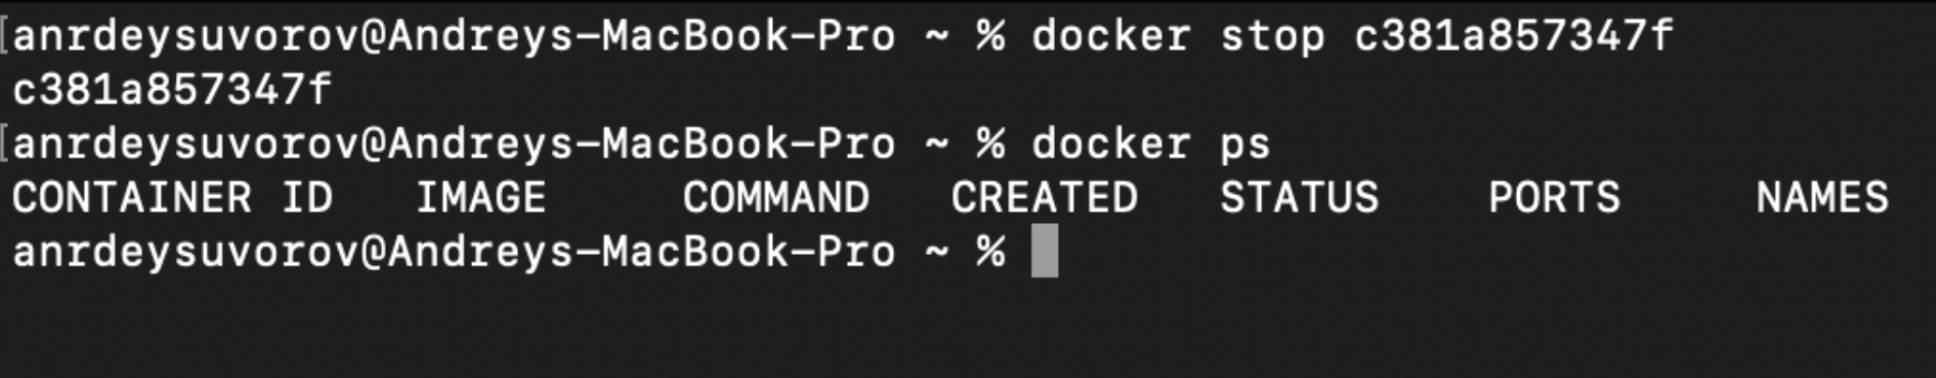 [anrdeysuvorov@Andreys-MacBook-Pro ~ % docker stop c381a857347f
c381a857347f
[anrdeysuvorov@Andreys-MacBook-Pro ~ % docker ps
CONTAINER ID   IMAGE     COMMAND   CREATED   STATUS    PORTS     NAMES
anrdeysuvorov@Andreys-MacBook-Pro ~ %